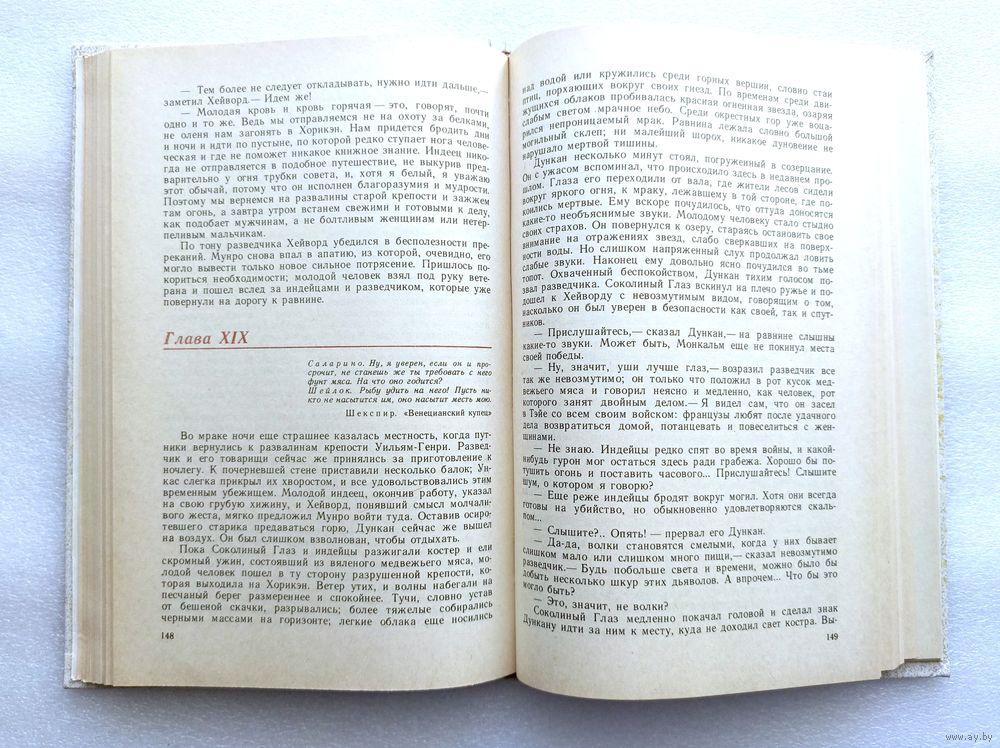 — Тем более не следует откладывать, нужно идти дальше,—
заметил Хейворд.— Идем же!
— Молодая кровь и кровь горячая — это, говорят, почти
одно и то же. Ведь мы отправляемся не на охоту за белками,
не оленя нам загонять в Хорикэн. Нам придется бродить дни
и ночи и идти по пустыне, по которой редко ступает нога челове-
ческая и где не поможет никакое книжное знание. Индеец ни-
когда не отправляется в подобное путешествие, не выкурив пред-
варительно у огня трубки совета, и, хотя я белый, я уважаю
этот обычай, потому что он исполнен благоразумия и мудрости.
Поэтому мы вернемся на развалины старой крепости и зажжем
там огонь, а завтра утром встанем свежими и готовыми к делу,
как подобает мужчинам, а не болтливым женщинам или нетер-
пеливым мальчикам.
По тону разведчика Хейворд убедился в бесполезности пре-
реканий. Мунро снова впал в апатию, из которой, очевидно, его
могло вывести только новое сильное потрясение. Пришлось по-
кориться необходимости; молодой человек взял под руку вете-
рана и пошел вслед за индейцами и разведчиком, которые уже
повернули на дорогу к равнине.
Глава XIX
Саларино. Ну, я уверен, если он и про-
срочит, не станешь же ты требовать с него
фунт мяса. На что оно годится?
Шейлок. Рыбу удить на него! Пусть ни-
кто не насытится им, оно насытит месть мою.
Шекспир. «Венецианский купец»
Во мраке ночи еще страшнее казалась местность, когда пут-
ники вернулись к развалинам крепости Уильям-Генри. Развед-
чик и его товарищи сейчас же принялись за приготовление к
ночлегу. К почерневшей стене приставили несколько балок; Ун-
кас слегка прикрыл их хворостом, и все удовольствовались этим
временным убежищем. Молодой индеец, окончив работу, указал
на свою грубую хижину, и Хейворд, понявший смысл молчали-
вого жеста, мягко предложил Мунро войти туда. Оставив осиро-
тевшего старика предаваться горю, Дункан сейчас же вышел
на воздух. Он был слишком взволнован, чтобы отдыхать.
Пока Соколиный Глаз и индейцы разжигали костер и ели
скромный ужин, состоявший из вяленого медвежьего мяса, мо-
лодой человек пошел в ту сторону разрушенной крепости, ко-
торая выходила на Хорикэн. Ветер утих, и волны набегали на
песчаный берег размереннее и спокойнее. Тучи, словно устав
от бешеной скачки, разрывались; более тяжелые собирались
черными массами на горизонте; легкие облака еще носились
148
над водой или кружились среди горных вершин, словно стаи
птиц, порхающих вокруг своих гнезд. По временам среди дви-
жущихся облаков пробивалась красная огненная звезда, озаряя
слабым светом мрачное небо. Среди окрестных гор уже воца-
рился непроницаемый мрак. Равнина лежала словно большой
могильный склеп; ни малейший шорох, никакое дуновение не
нарушало мертвой тишины.
Дункан несколько минут стоял, погруженный в созерцание.
Он с ужасом вспоминал, что происходило здесь в недавнем про-
шлом. Глаза его переходили от вала, где жители лесов сидели
вокруг яркого огня, к мраку, лежавшему в той стороне, где по-
коились мертвые. Ему вскоре почудилось, что оттуда доносятся
какие-то необъяснимые звуки. Молодому человеку стало стыдно
своих страхов. Он повернулся к озеру, стараясь остановить свое
внимание на отражениях звезд, слабо сверкавших на поверх-
ности воды. Но слишком напряженный слух продолжал ловить
слабые звуки. Наконец ему довольно ясно почудился во тьме
топот. Охваченный беспокойством, Дункан тихим голосом по-
звал разведчика. Соколиный Глаз вскинул на плечо ружье и по-
дошел к Хейворду с невозмутимым видом, говорящим о том,
насколько он был уверен в безопасности как своей, так и спут-
ников.
— Прислушайтесь,— сказал Дункан,— на равнине слышны
какие-то звуки. Может быть, Монкальм еще не покинул места
своей победы.
— Ну, значит, уши лучше глаз,— возразил разведчик все
так же невозмутимо; он только что положил в рот кусок мед-
вежьего мяса и говорил неясно и медленно, как человек, рот
которого занят двойным делом.— Я видел сам, что он засел
в Тэйе со всем своим войском: французы любят после удачного
дела возвратиться домой, потанцевать и повеселиться с жен-
щинами.
— Не знаю. Индейцы редко спят во время войны, и какой-
нибудь гурон мог остаться здесь ради грабежа. Хорошо бы по-
тушить огонь и поставить часового... Прислушайтесь! Слышите
шум, о котором я говорю?
— Еще реже индейцы бродят вокруг могил. Хотя они всегда
готовы на убийство, но обыкновенно удовлетворяются скаль-
пом...
— Слышите?.. Опять! — прервал его Дункан.
— Да-да, волки становятся смелыми, когда у них бывает
слишком мало или слишком много пищи,— сказал невозмутимо
разведчик.— Будь побольше света и времени, можно было бы
добыть несколько шкур этих дьяволов. А впрочем... Что бы это
могло быть?
— Это, значит, не волки?
Соколиный Глаз медленно покачал головой и сделал знак
Дункану идти за ним к месту, куда не доходил свет костра. Вы-
149
www.ay.by